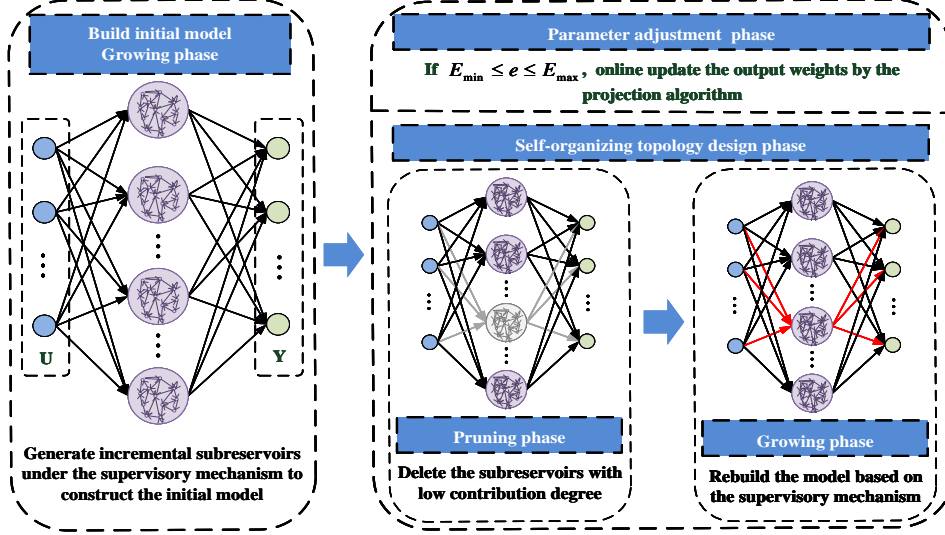 Build initial model
Growing phase
U
Y
Generate incremental subreservoirs
under the supervisory mechanism to
construct the initial model
Parameter adjustment phase
If E_min ≤ e ≤ E_max, online update the output weights by the
projection algorithm
Self-organizing topology design phase
Pruning phase
Delete the subreservoirs with
low contribution degree
Growing phase
Rebuild the model based on
the supervisory mechanism